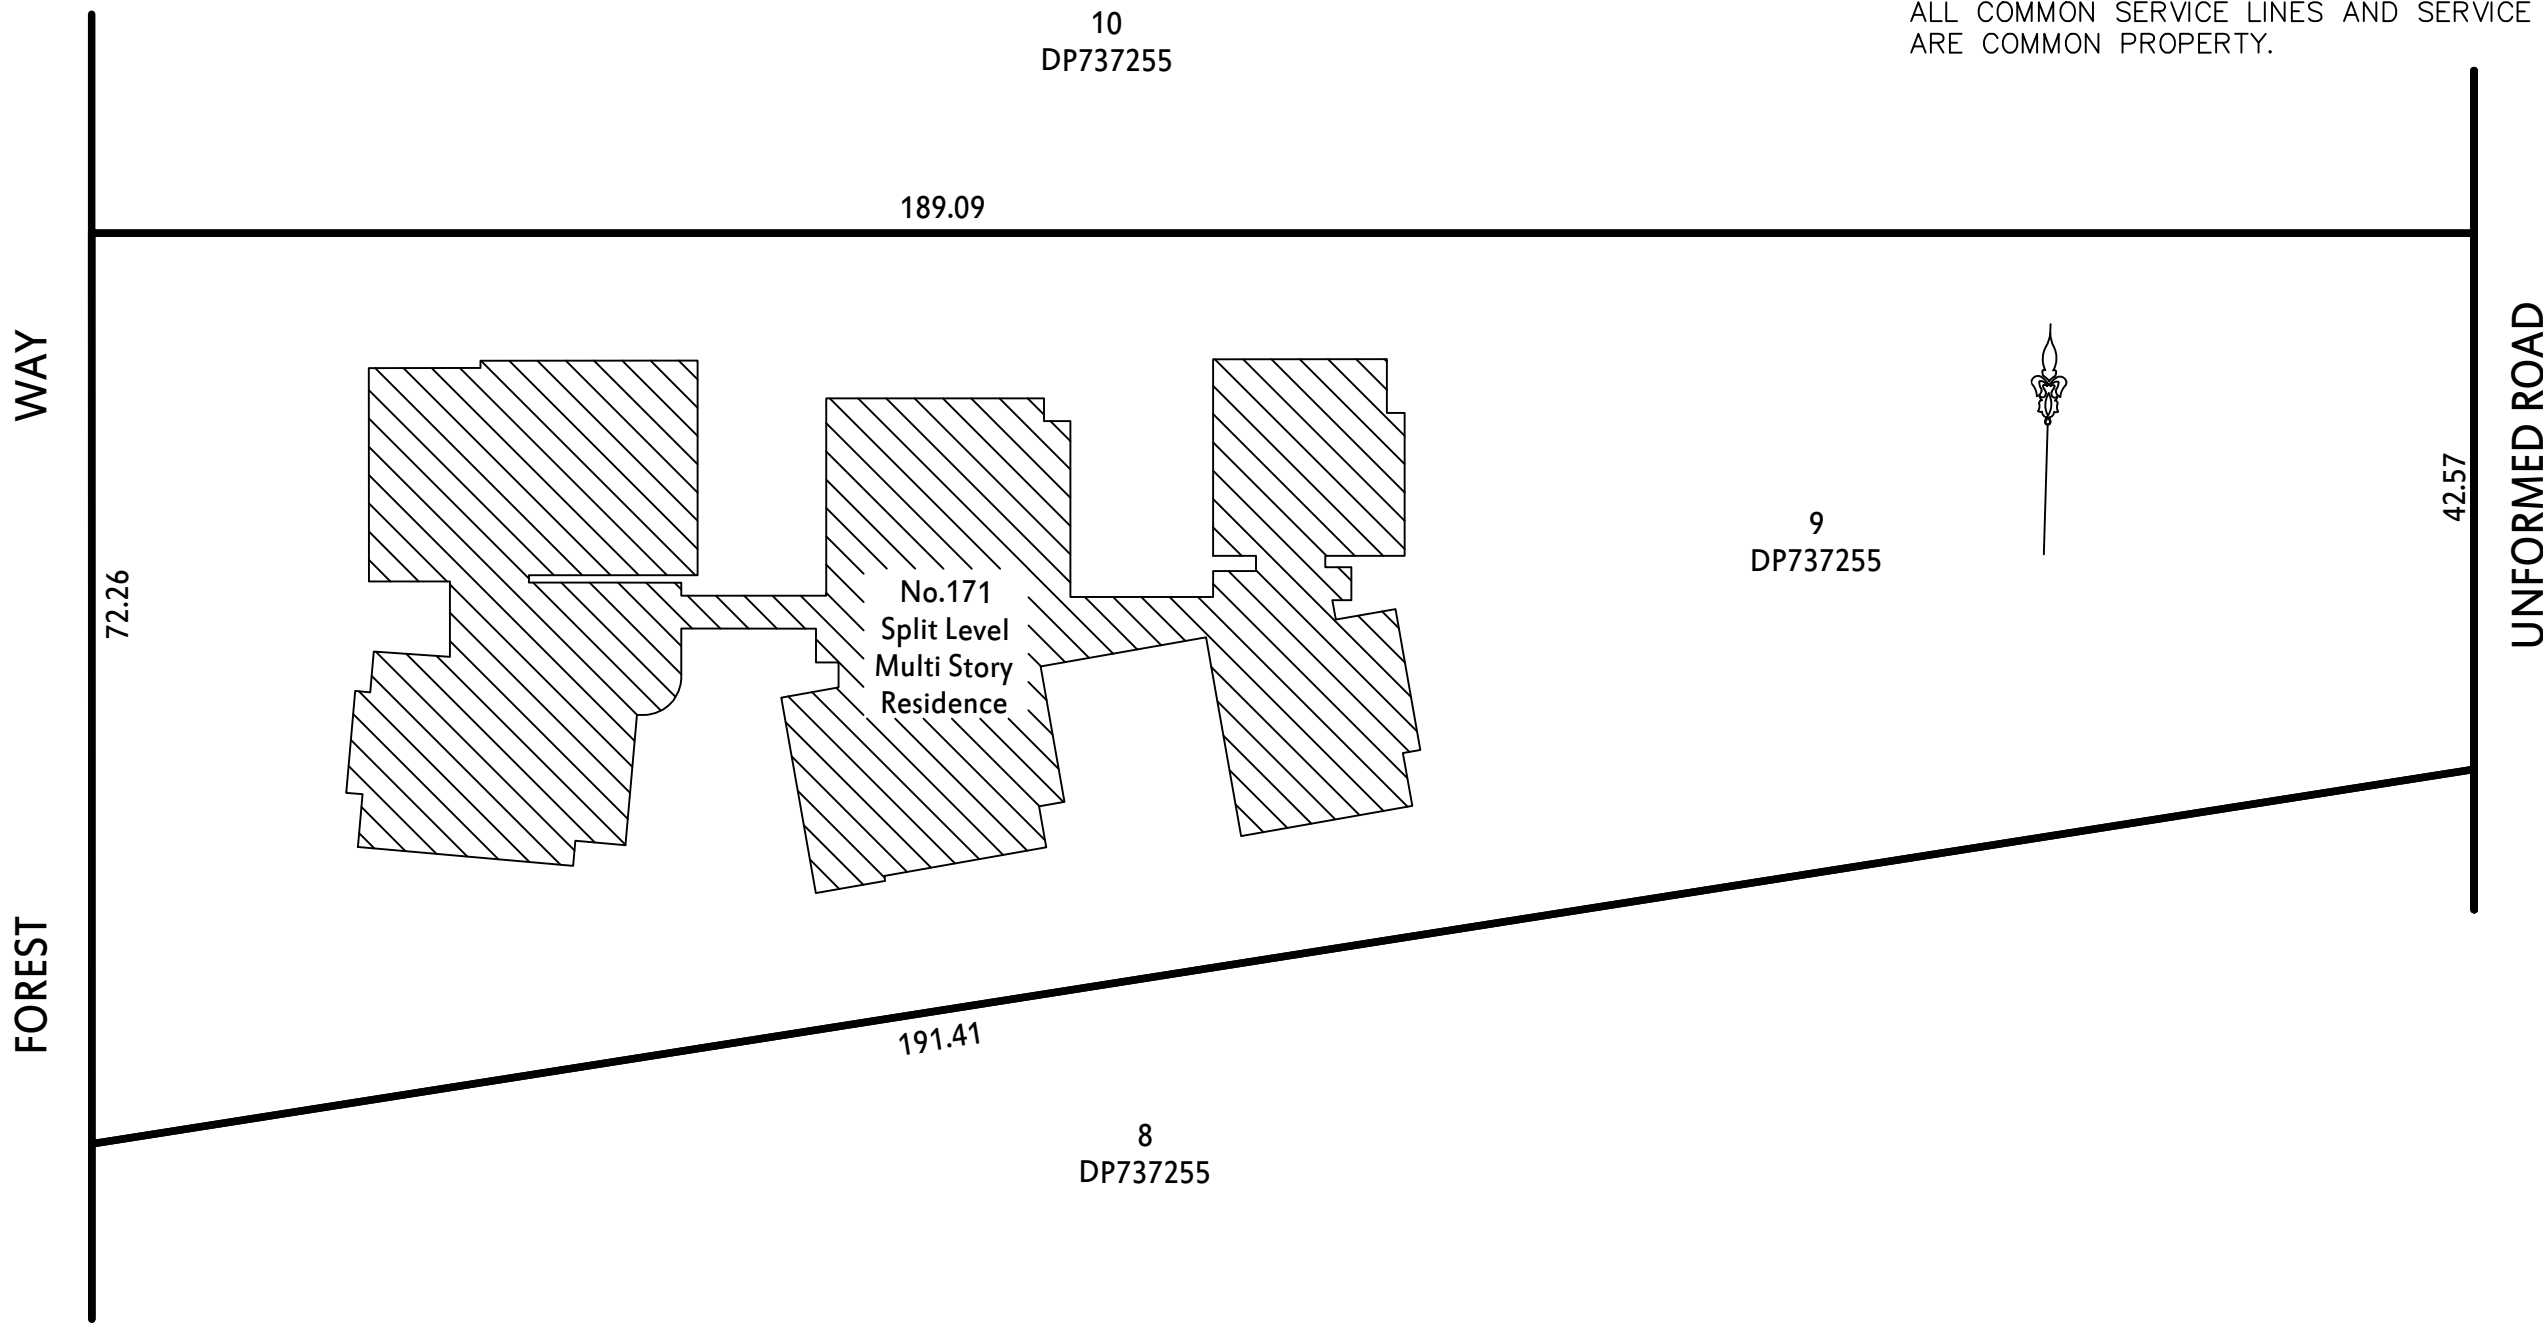 ALL COMMON SERVICE LINES AND SERVICE
ARE COMMON PROPERTY.
10
DP737255
189.09
WAY
FOREST
72.26
No.171
Split Level
Multi Story
Residence
9
DP737255
42.57
UNFORMED ROAD
191.41
8
DP737255